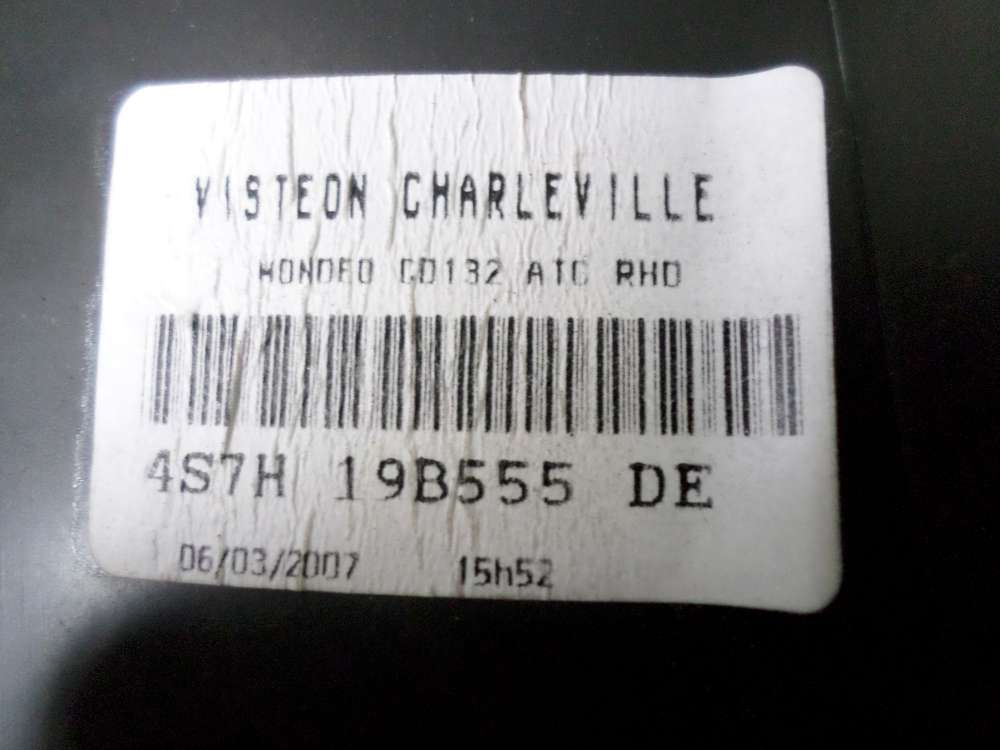 VISTEON CHARLEVILLE
MONDEO CD132 ATC RHD
4S7H 19B555 DE
06/03/2007 15h52